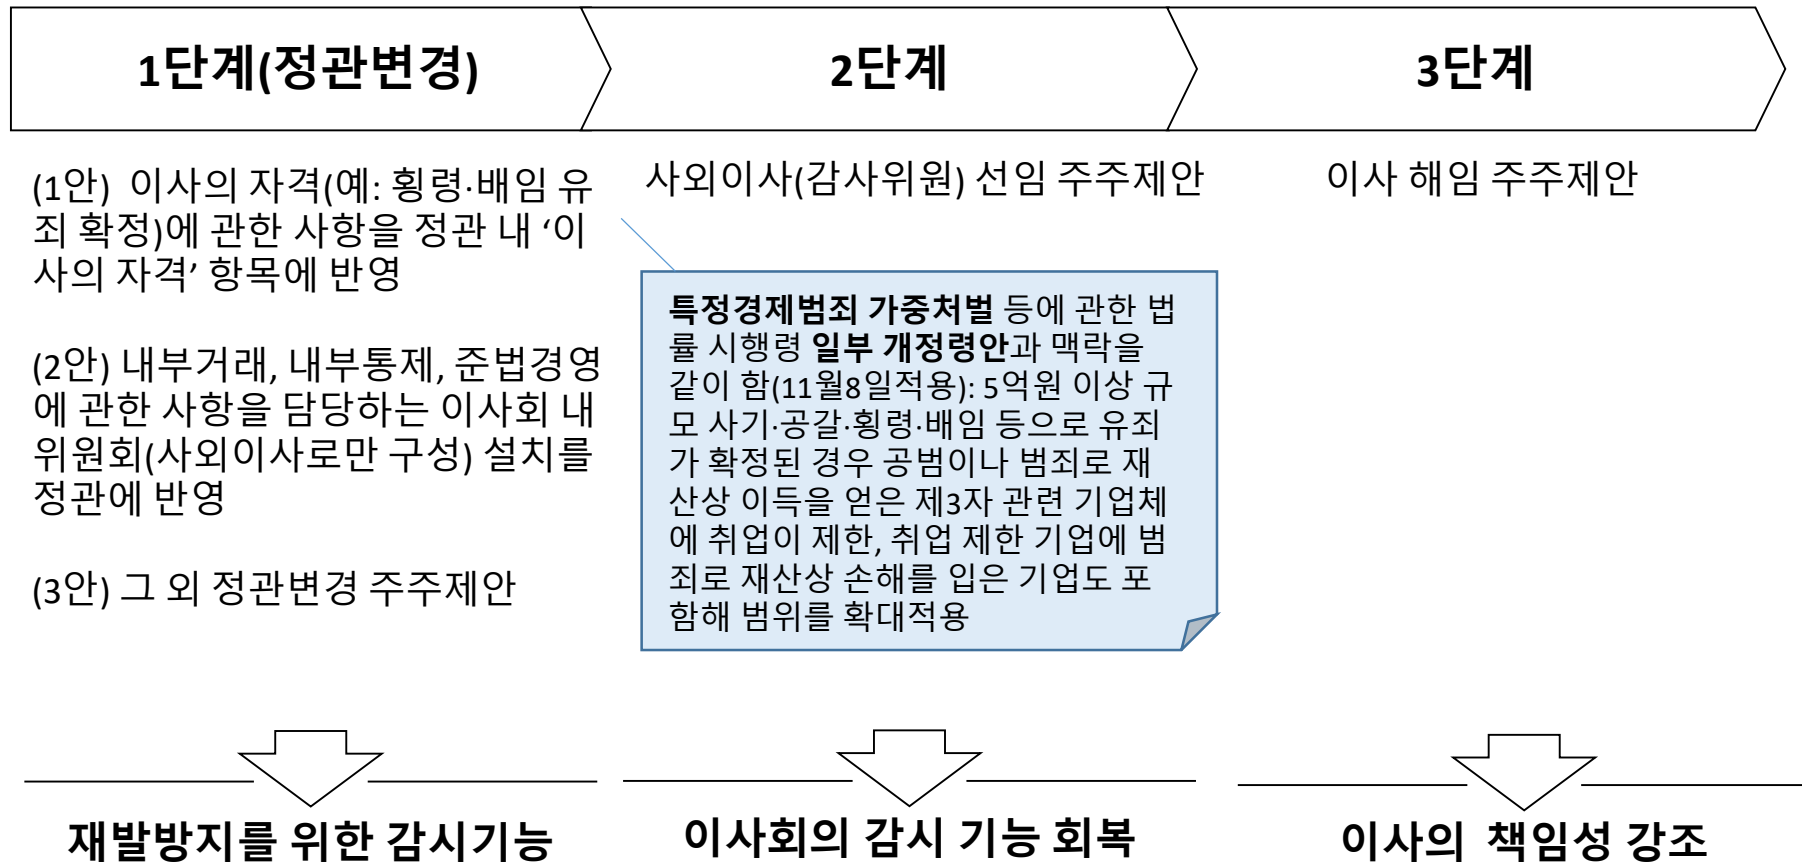 1단계(정관변경)
2단계
3단계
(1안)  이사의 자격(예: 횡령·배임 유
죄 확정)에 관한 사항을 정관 내 ‘이
사의 자격’ 항목에 반영
(2안) 내부거래, 내부통제, 준법경영
에 관한 사항을 담당하는 이사회 내
위원회(사외이사로만 구성) 설치를
정관에 반영
(3안) 그 외 정관변경 주주제안
사외이사(감사위원) 선임 주주제안
특정경제범죄 가중처벌 등에 관한 법
률 시행령 일부 개정령안과 맥락을
같이 함(11월8일적용): 5억원 이상 규
모 사기·공갈·횡령·배임 등으로 유죄
가 확정된 경우 공범이나 범죄로 재
산상 이득을 얻은 제3자 관련 기업체
에 취업이 제한, 취업 제한 기업에 범
죄로 재산상 손해를 입은 기업도 포
함해 범위를 확대적용
이사 해임 주주제안
재발방지를 위한 감시기능
이사회의 감시 기능 회복
이사의  책임성 강조